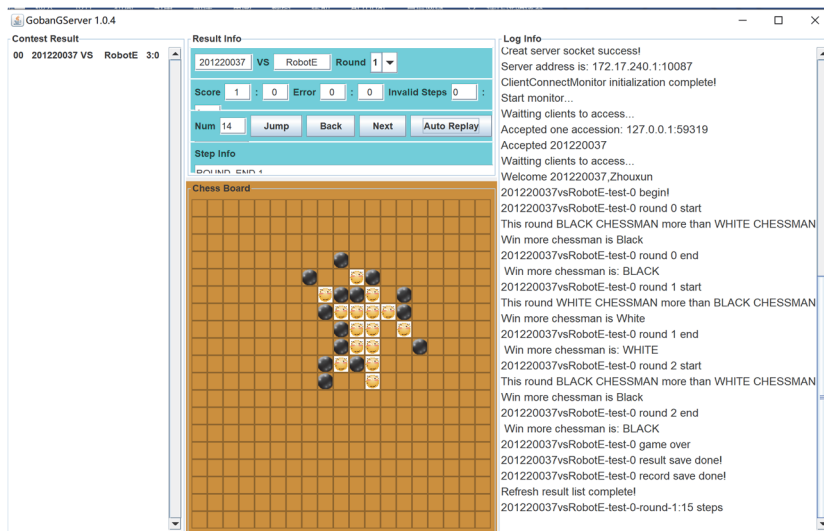 GobangGServer 1.0.4
Contest Result
00 201220037 VS RobotE 3:0
Result Info
201220037 VS RobotE Round 1
Score 1 : 0 Error 0 : 0 Invalid Steps 0 :
Num 14 Jump Back Next Auto Replay
Step Info
ROUND_END 1
Chess Board
Log Info
Creat server socket success!
Server address is: 172.17.240.1:10087
ClientConnectMonitor initialization complete!
Start monitor...
Waitting clients to access...
Accepted one accession: 127.0.0.1:59319
Accepted 201220037
Waitting clients to access...
Welcome 201220037,Zhouxun
201220037vsRobotE-test-0 begin!
201220037vsRobotE-test-0 round 0 start
This round BLACK CHESSMAN more than WHITE CHESSMAN
Win more chessman is Black
201220037vsRobotE-test-0 round 0 end
Win more chessman is: BLACK
201220037vsRobotE-test-0 round 1 start
This round WHITE CHESSMAN more than BLACK CHESSMAN
Win more chessman is White
201220037vsRobotE-test-0 round 1 end
Win more chessman is: WHITE
201220037vsRobotE-test-0 round 2 start
This round BLACK CHESSMAN more than WHITE CHESSMAN
Win more chessman is Black
201220037vsRobotE-test-0 round 2 end
Win more chessman is: BLACK
201220037vsRobotE-test-0 game over
201220037vsRobotE-test-0 result save done!
201220037vsRobotE-test-0 record save done!
Refresh result list complete!
201220037vsRobotE-test-0-round-1:15 steps